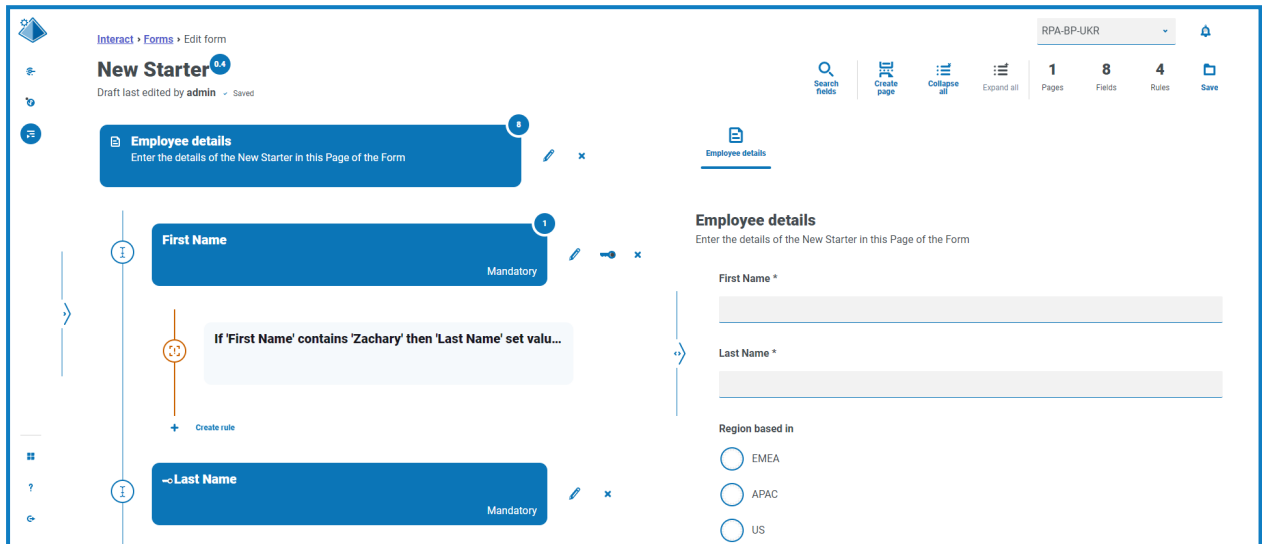 Interact › Forms › Edit form
RPA-BP-UKR
New Starter 0.4
Draft last edited by admin ✓ Saved
Search fields
Create page
Collapse all
Expand all
1 Pages
8 Fields
4 Rules
Save
8
Employee details
Enter the details of the New Starter in this Page of the Form
Employee details
1
First Name
Mandatory
If 'First Name' contains 'Zachary' then 'Last Name' set valu...
Create rule
Last Name
Mandatory
Employee details
Enter the details of the New Starter in this Page of the Form
First Name *
Last Name *
Region based in
EMEA
APAC
US